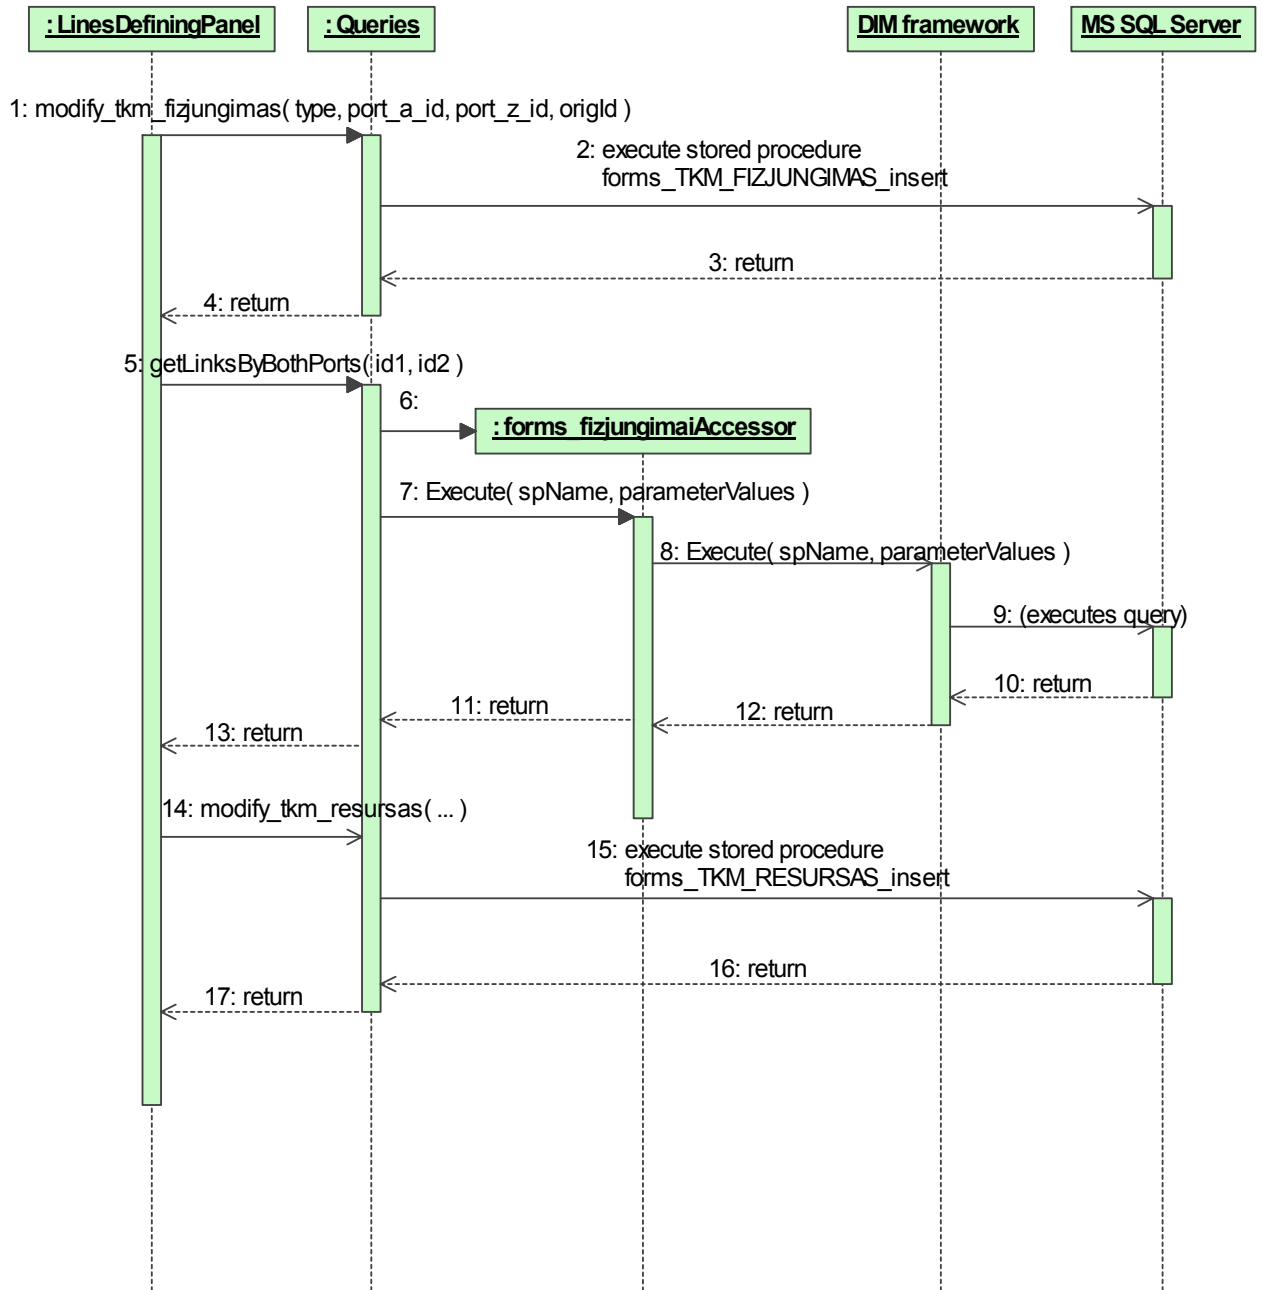 : LinesDefiningPanel
: Queries
DIM framework
MS SQL Server
1: modify_tkm_fizjungimas( type, port_a_id, port_z_id, origId )
2: execute stored procedure
forms_TKM_FIZJUNGIMAS_insert
3: return
4: return
5: getLinksByBothPorts( id1, id2 )
6:
: forms_fizjungimaiAccessor
7: Execute( spName, parameterValues )
8: Execute( spName, parameterValues )
9: (executes query)
10: return
11: return
12: return
13: return
14: modify_tkm_resursas( ... )
15: execute stored procedure
forms_TKM_RESURSAS_insert
16: return
17: return